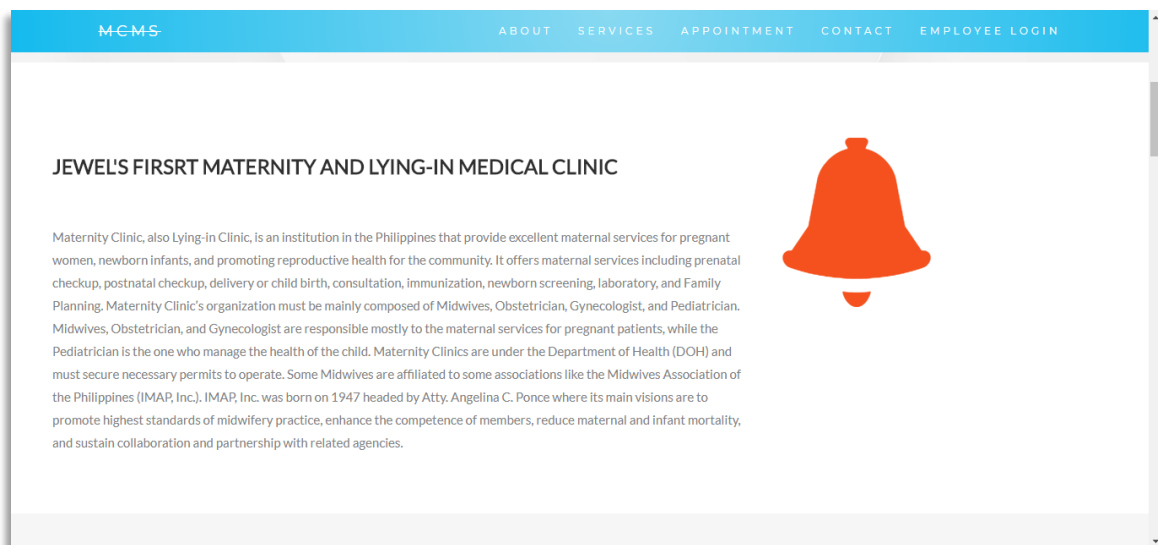 MCMS
ABOUT SERVICES APPOINTMENT CONTACT EMPLOYEE LOGIN
JEWEL'S FIRSRT MATERNITY AND LYING-IN MEDICAL CLINIC
Maternity Clinic, also Lying-in Clinic, is an institution in the Philippines that provide excellent maternal services for pregnant
women, newborn infants, and promoting reproductive health for the community. It offers maternal services including prenatal
checkup, postnatal checkup, delivery or child birth, consultation, immunization, newborn screening, laboratory, and Family
Planning. Maternity Clinic's organization must be mainly composed of Midwives, Obstetrician, Gynecologist, and Pediatrician.
Midwives, Obstetrician, and Gynecologist are responsible mostly to the maternal services for pregnant patients, while the
Pediatrician is the one who manage the health of the child. Maternity Clinics are under the Department of Health (DOH) and
must secure necessary permits to operate. Some Midwives are affiliated to some associations like the Midwives Association of
the Philippines (IMAP, Inc.). IMAP, Inc. was born on 1947 headed by Atty. Angelina C. Ponce where its main visions are to
promote highest standards of midwifery practice, enhance the competence of members, reduce maternal and infant mortality,
and sustain collaboration and partnership with related agencies.